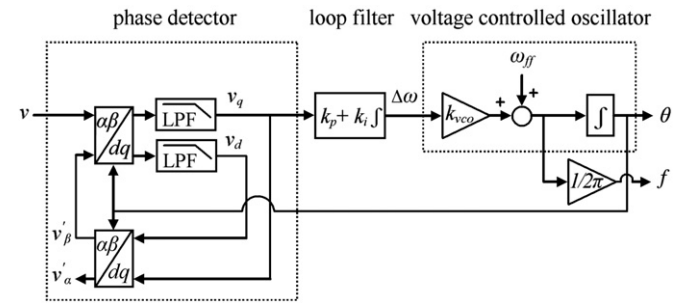 phase detector loop filter voltage controlled oscillator
ω_ff
αβ/dq
LPF
v_q
Δω
v
k_p + k_i ∫
k_vco
+
+
∫
θ
LPF
v_d
1/2π
f
v'_β
αβ/dq
v'_α